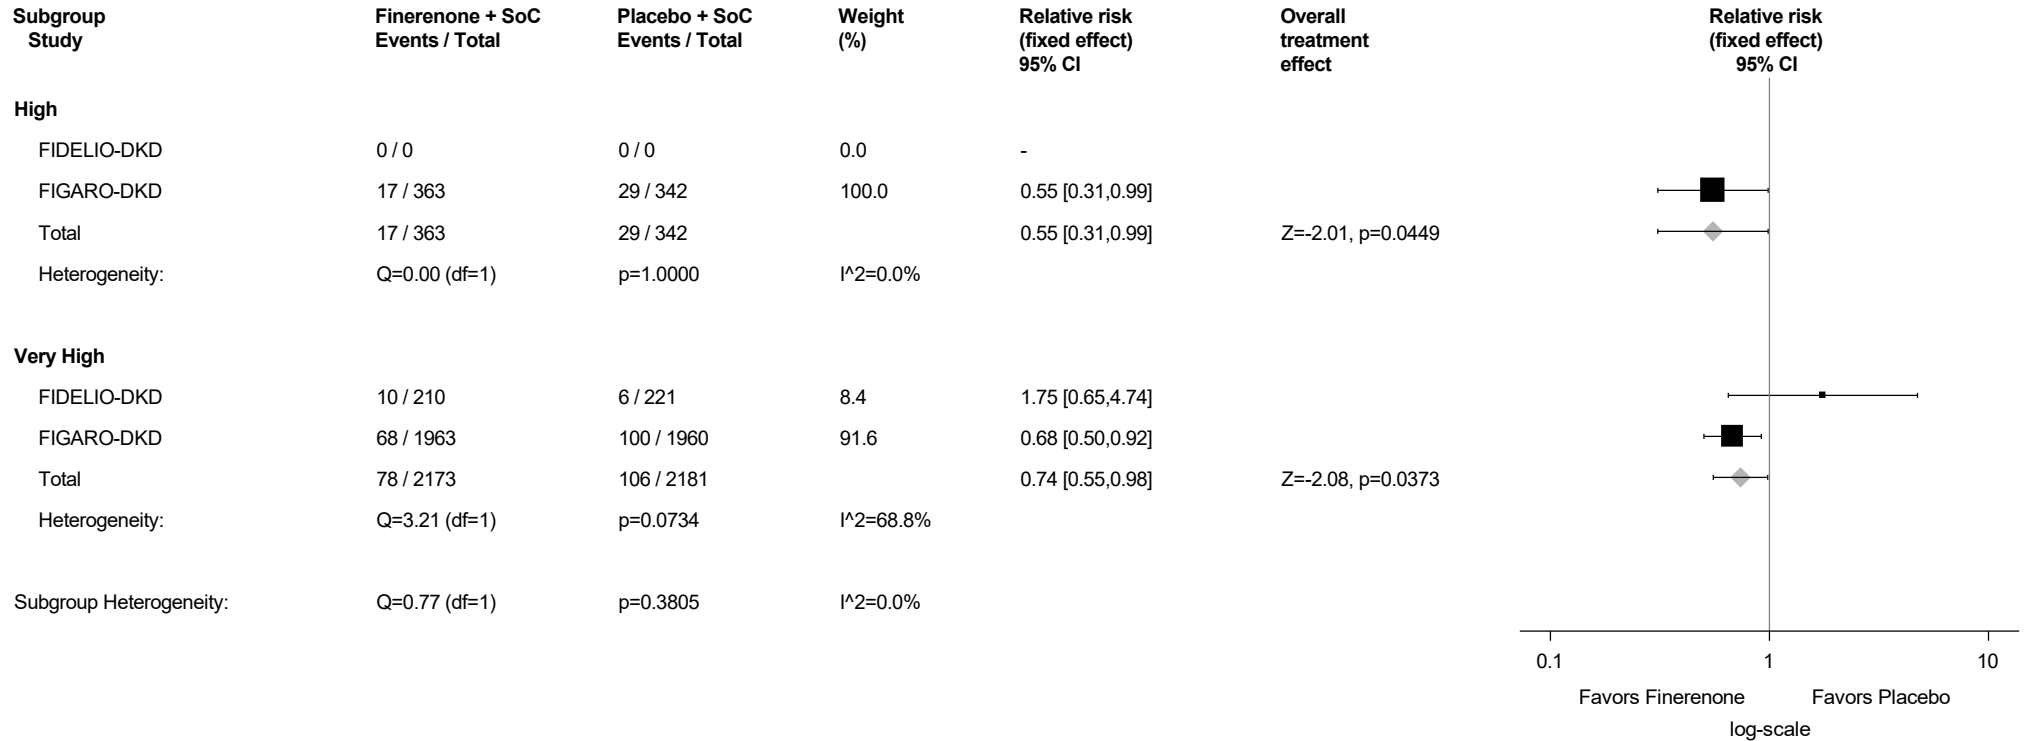 Subgroup Finerenone + SoC Placebo + SoC Weight Relative risk Overall Relative risk
Study Events / Total Events / Total (%) (fixed effect) treatment (fixed effect)
95% CI effect 95% CI
High
FIDELIO-DKD 0 / 0 0 / 0 0.0 -
FIGARO-DKD 17 / 363 29 / 342 100.0 0.55 [0.31,0.99]
Total 17 / 363 29 / 342 0.55 [0.31,0.99] Z=-2.01, p=0.0449
Heterogeneity: Q=0.00 (df=1) p=1.0000 I^2=0.0%
Very High
FIDELIO-DKD 10 / 210 6 / 221 8.4 1.75 [0.65,4.74]
FIGARO-DKD 68 / 1963 100 / 1960 91.6 0.68 [0.50,0.92]
Total 78 / 2173 106 / 2181 0.74 [0.55,0.98] Z=-2.08, p=0.0373
Heterogeneity: Q=3.21 (df=1) p=0.0734 I^2=68.8%
Subgroup Heterogeneity: Q=0.77 (df=1) p=0.3805 I^2=0.0%
0.1 1 10
Favors Finerenone Favors Placebo
log-scale